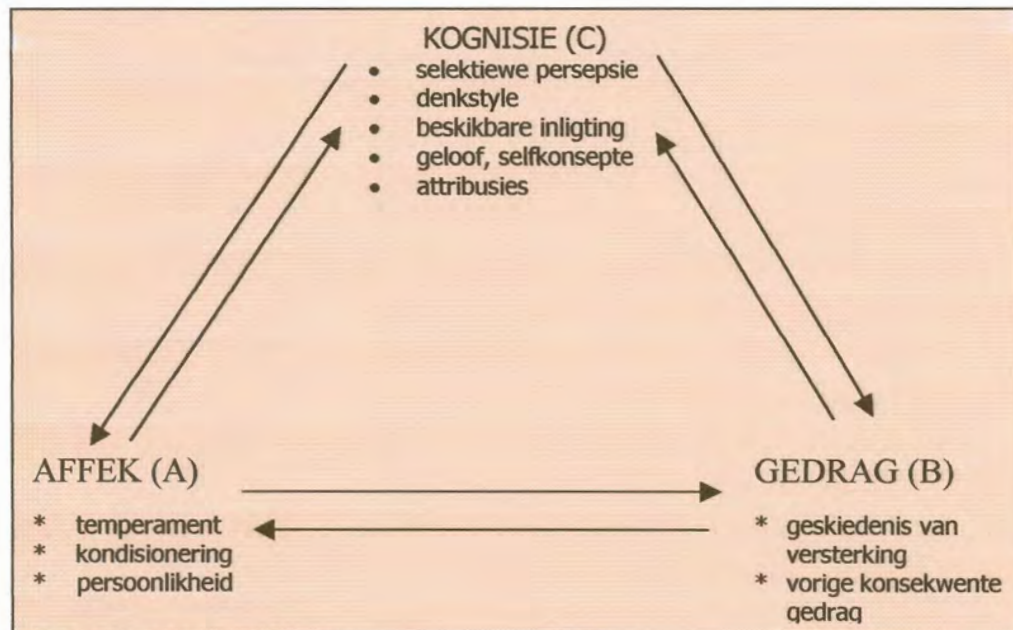 KOGNISIE (C)
• selektiewe persepsie
• denkstyle
• beskikbare inligting
• geloof, selfkonsepte
• attribusies
AFFEK (A)
* temperament
* kondisionering
* persoonlikheid
GEDRAG (B)
* geskiedenis van
versterking
* vorige konsekwente
gedrag